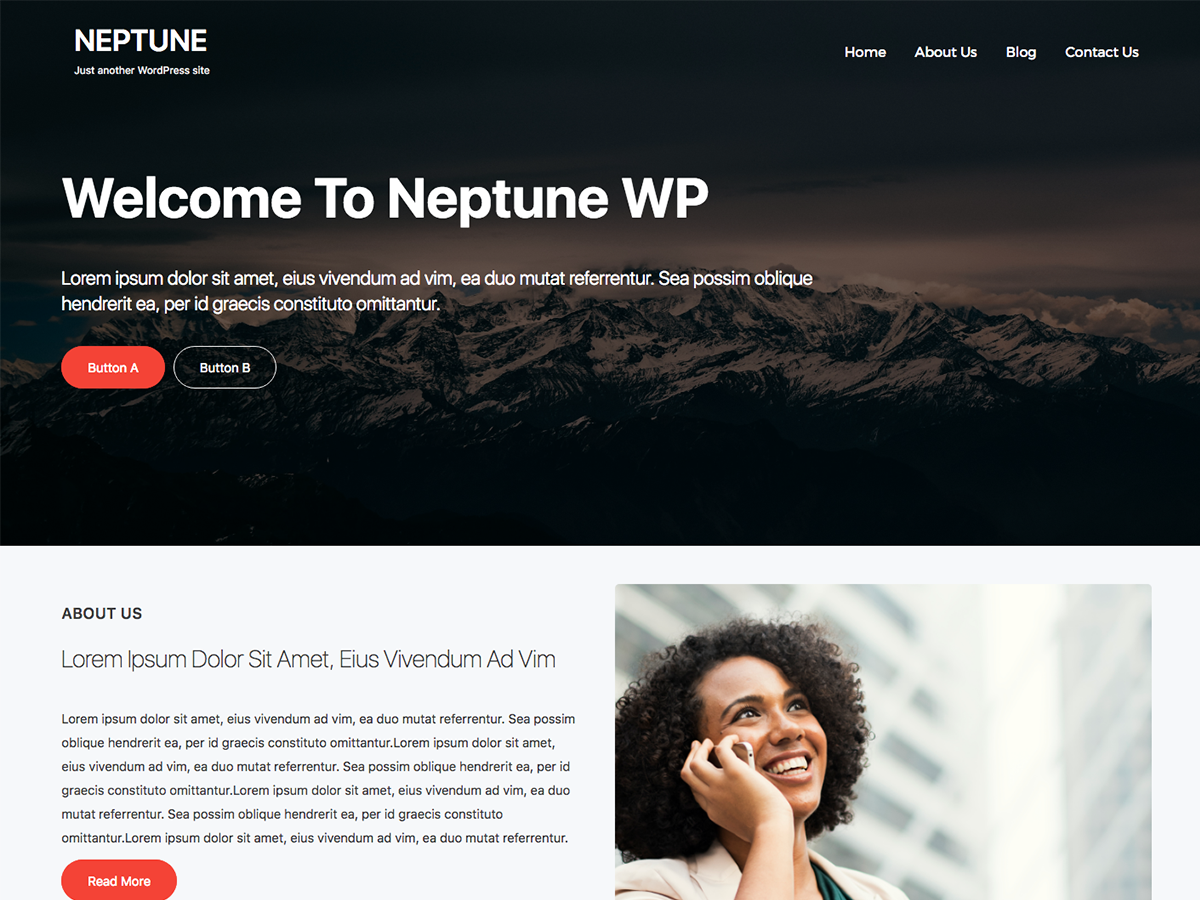 NEPTUNE
Just another WordPress site
Home About Us Blog Contact Us
Welcome To Neptune WP
Lorem ipsum dolor sit amet, eius vivendum ad vim, ea duo mutat referrentur. Sea possim oblique
hendrerit ea, per id graecis constituto omittantur.
Button A Button B
ABOUT US
Lorem Ipsum Dolor Sit Amet, Eius Vivendum Ad Vim
Lorem ipsum dolor sit amet, eius vivendum ad vim, ea duo mutat referrentur. Sea possim
oblique hendrerit ea, per id graecis constituto omittantur.Lorem ipsum dolor sit amet,
eius vivendum ad vim, ea duo mutat referrentur. Sea possim oblique hendrerit ea, per id
graecis constituto omittantur.Lorem ipsum dolor sit amet, eius vivendum ad vim, ea duo
mutat referrentur. Sea possim oblique hendrerit ea, per id graecis constituto
omittantur.Lorem ipsum dolor sit amet, eius vivendum ad vim, ea duo mutat referrentur.
Read More